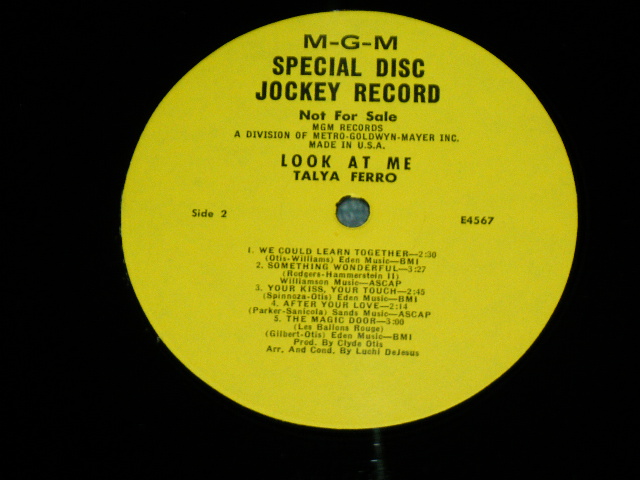 M-G-M
SPECIAL DISC
JOCKEY RECORD
Not For Sale
MGM RECORDS
A DIVISION OF METRO-GOLDWYN-MAYER INC.
MADE IN U.S.A.
LOOK AT ME
TALYA FERRO
Side 2
E4567
1. WE COULD LEARN TOGETHER—2:30
(Otis-Williams) Eden Music—BMI
2. SOMETHING WONDERFUL—3:27
(Rodgers-Hammerstein II)
Williamson Music—ASCAP
3. YOUR KISS, YOUR TOUCH—2:45
(Spinnoza-Otis) Eden Music—BMI
4. AFTER YOUR LOVE—2:14
(Parker-Sanicola) Sands Music—ASCAP
5. THE MAGIC DOOR—3:00
(Les Ballons Rouge)
(Gilbert-Otis) Eden Music—BMI
Prod. By Clyde Otis
Arr. And Cond. By Luchi DeJesus